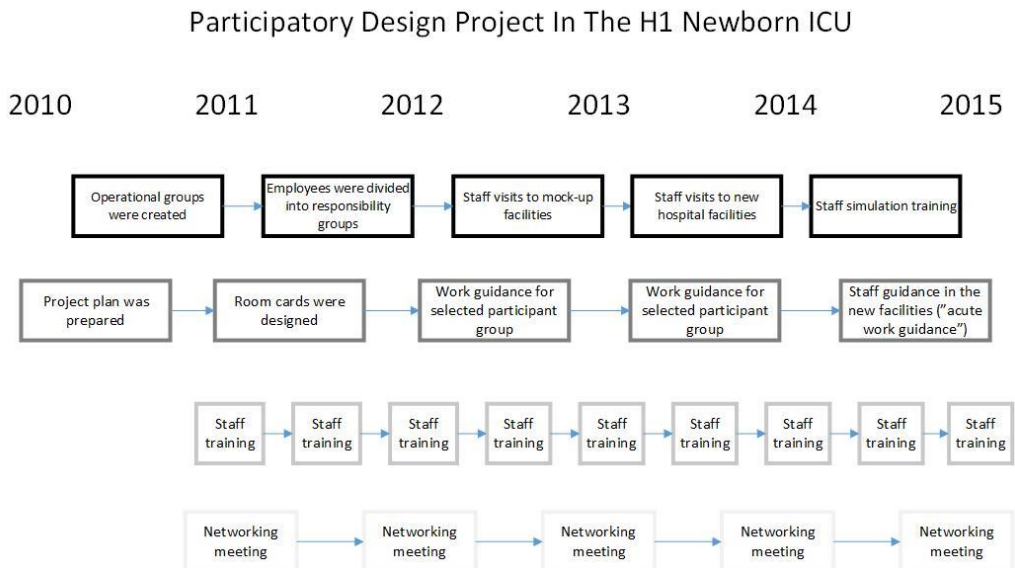 Participatory Design Project In The H1 Newborn ICU
2010 2011 2012 2013 2014 2015
Operational groups
were created
Employees were divided
into responsibility
groups
Staff visits to mock-up
facilities
Staff visits to new
hospital facilities
Staff simulation training
Project plan was
prepared
Room cards were
designed
Work guidance for
selected participant
group
Work guidance for
selected participant
group
Staff guidance in the
new facilities (”acute
work guidance”)
Staff
training
Staff
training
Staff
training
Staff
training
Staff
training
Staff
training
Staff
training
Staff
training
Staff
training
Networking
meeting
Networking
meeting
Networking
meeting
Networking
meeting
Networking
meeting